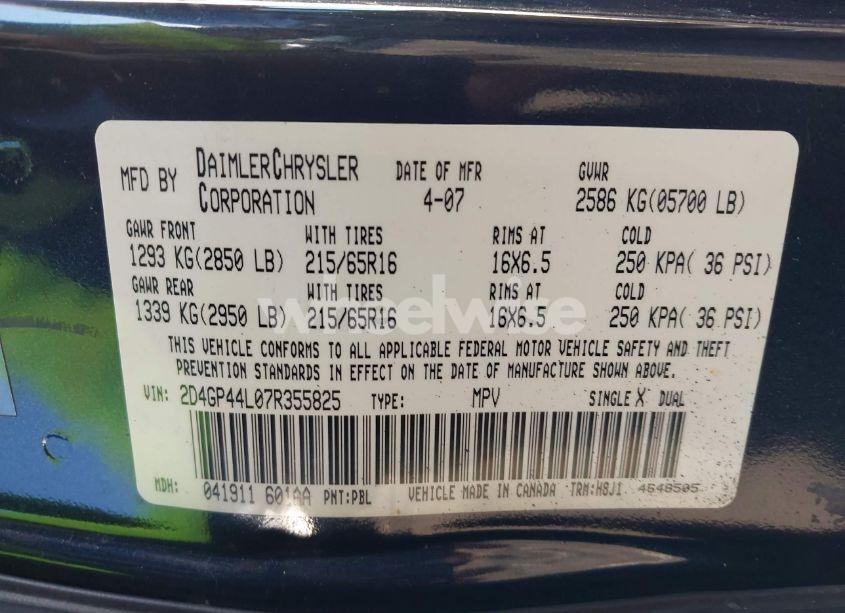 MFD BY DAIMLERCHRYSLER CORPORATION DATE OF MFR 4-07 GVWR 2586 KG(05700 LB)
GAWR FRONT WITH TIRES RIMS AT COLD
1293 KG(2850 LB) 215/65R16 16X6.5 250 KPA( 36 PSI)
GAWR REAR WITH TIRES RIMS AT COLD
1339 KG(2950 LB) 215/65R16 16X6.5 250 KPA( 36 PSI)
wheelwise
THIS VEHICLE CONFORMS TO ALL APPLICABLE FEDERAL MOTOR VEHICLE SAFETY AND THEFT
PREVENTION STANDARDS IN EFFECT ON THE DATE OF MANUFACTURE SHOWN ABOVE.
VIN: 2D4GP44L07R355825 TYPE: MPV SINGLE X DUAL
MDH: 041911 601AA PNT:PBL VEHICLE MADE IN CANADA TRM:H8J1 4648505